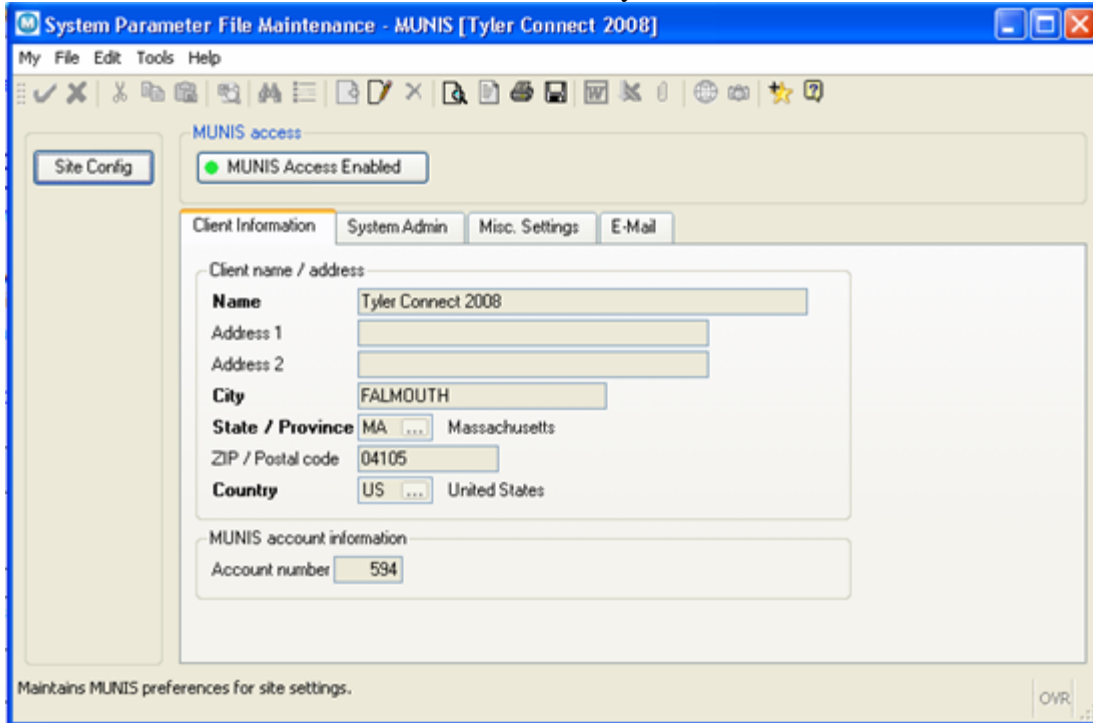 System Parameter File Maintenance - MUNIS [Tyler Connect 2008]
My File Edit Tools Help
MUNIS access
Site Config
MUNIS Access Enabled
Client Information System Admin Misc. Settings E-Mail
Client name / address
Name Tyler Connect 2008
Address 1
Address 2
City FALMOUTH
State / Province MA ... Massachusetts
ZIP / Postal code 04105
Country US ... United States
MUNIS account information
Account number 594
Maintains MUNIS preferences for site settings.
OVR